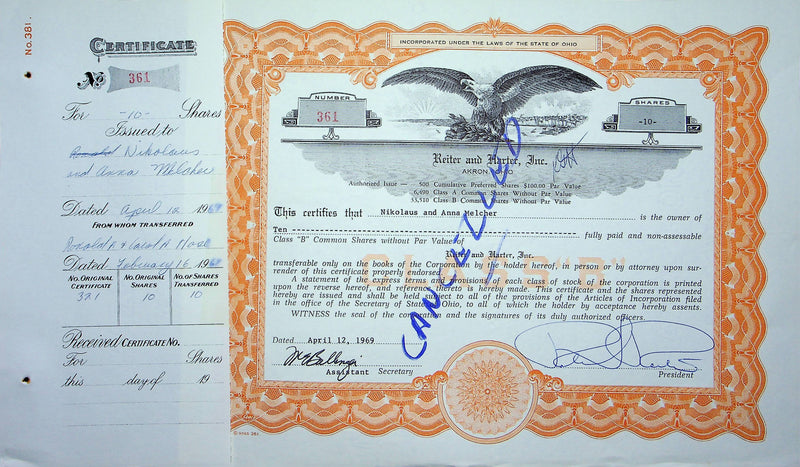 No. 381.
CERTIFICATE
No 361
For -10- Shares
Issued to
Nikolaus
and Anna Melcher
Dated April 12 1969
FROM WHOM TRANSFERRED
Dated February 16 196
NO. ORIGINAL CERTIFICATE NO. ORIGINAL SHARES NO. OF SHARES TRANSFERRED
321 10 10
Received CERTIFICATE NO.
For Shares
this day of 19
INCORPORATED UNDER THE LAWS OF THE STATE OF OHIO
NUMBER
361
SHARES
-10-
Reiter and Harter, Inc.
AKRON, OHIO
Authorized Issue — 500 Cumulative Preferred Shares $100.00 Par Value
6,490 Class A Common Shares Without Par Value
33,510 Class B Common Shares Without Par Value
This certifies that Nikolaus and Anna Melcher is the owner of
Ten fully paid and non-assessable
Class "B" Common Shares without Par Value of
Reiter and Harter, Inc.
CLASS "B"
transferable only on the books of the Corporation by the holder hereof, in person or by attorney upon surrender of this certificate properly endorsed.
A statement of the express terms and provisions of each class of stock of the corporation is printed
upon the reverse hereof, and reference thereto is hereby made. This certificate and the shares represented
hereby are issued and shall be held subject to all of the provisions of the Articles of Incorporation filed
in the office of the Secretary of State of Ohio, to all of which the holder by acceptance hereby assents.
WITNESS the seal of the corporation and the signatures of its duly authorized officers.
CANCELLED
Dated April 12, 1969
Assistant Secretary
President